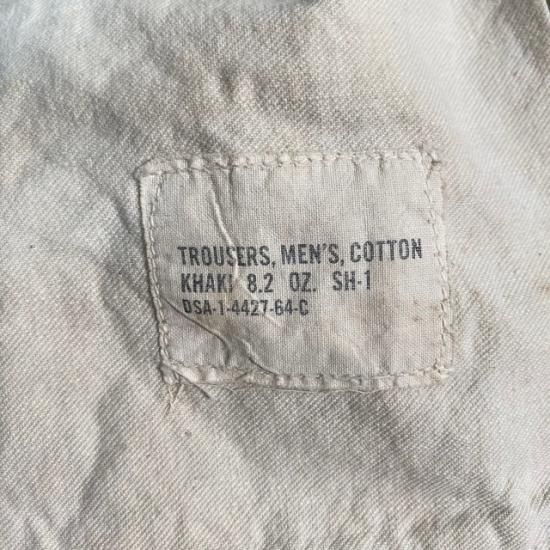 TROUSERS, MEN'S, COTTON
KHAKI 8.2 OZ. SH-1
DSA-1-4427-64-C